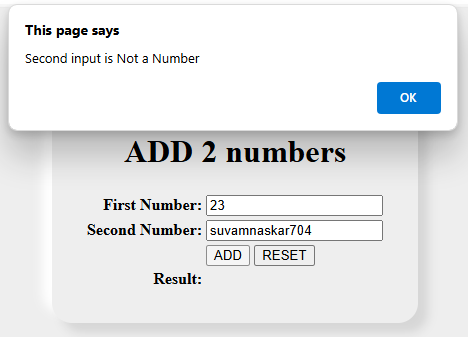 This page says
Second input is Not a Number
OK
ADD 2 numbers
First Number: 23
Second Number: suvamnaskar704
ADD RESET
Result: